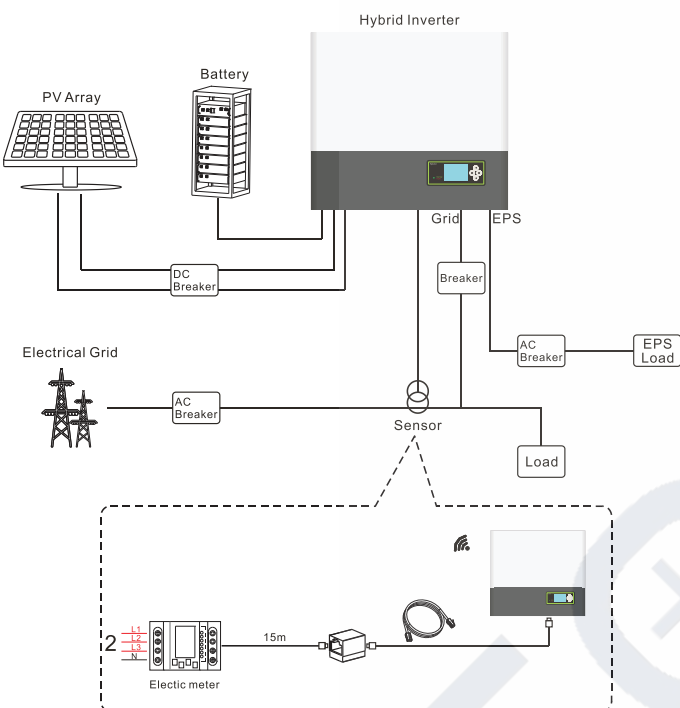 Hybrid Inverter
Battery
PV Array
Grid
EPS
DC
Breaker
Breaker
AC
Breaker
EPS
Load
Electrical Grid
AC
Breaker
Sensor
Load
2
L1
L2
L3
N
15m
Electic meter